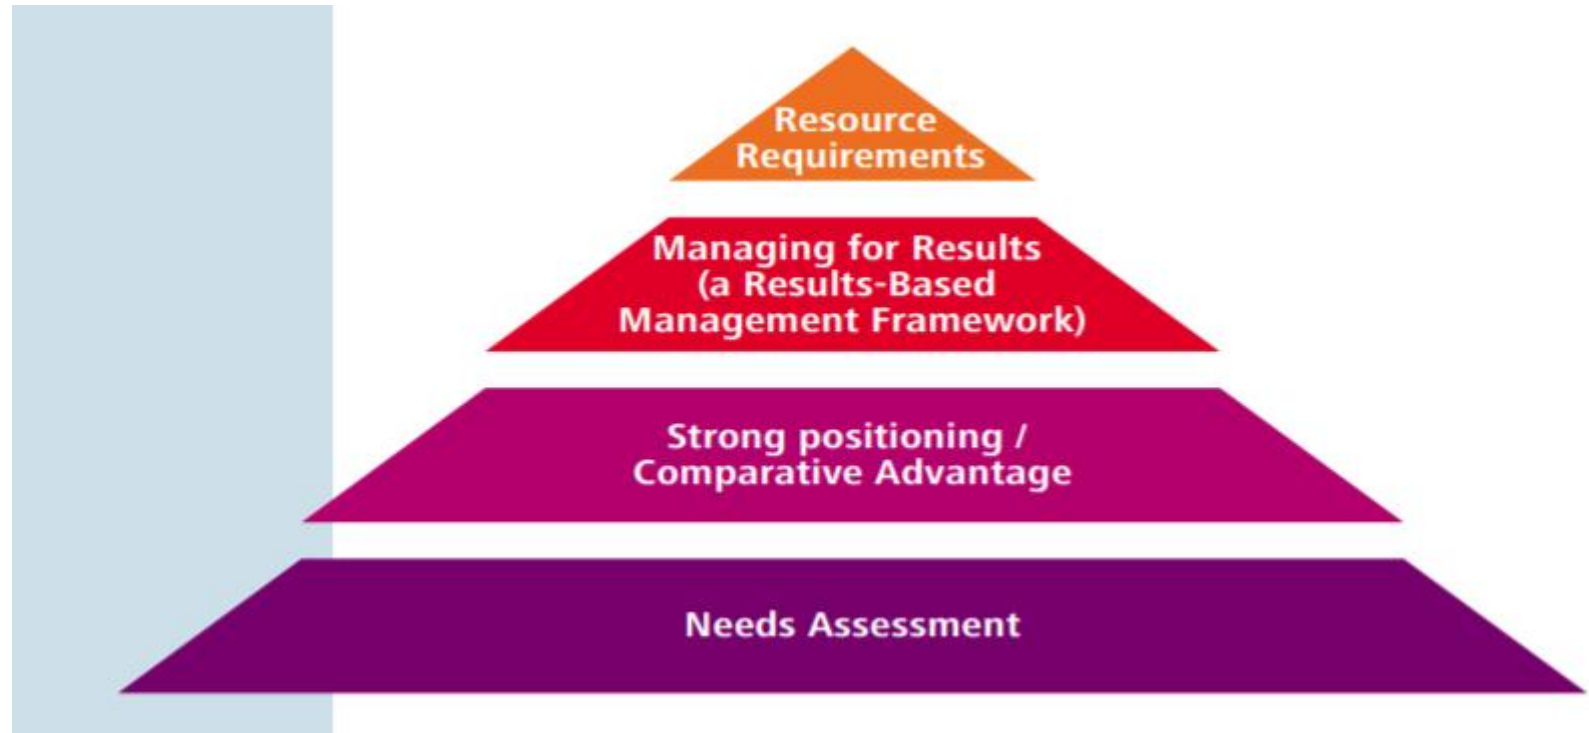 Resource
Requirements
Managing for Results
(a Results-Based
Management Framework)
Strong positioning /
Comparative Advantage
Needs Assessment